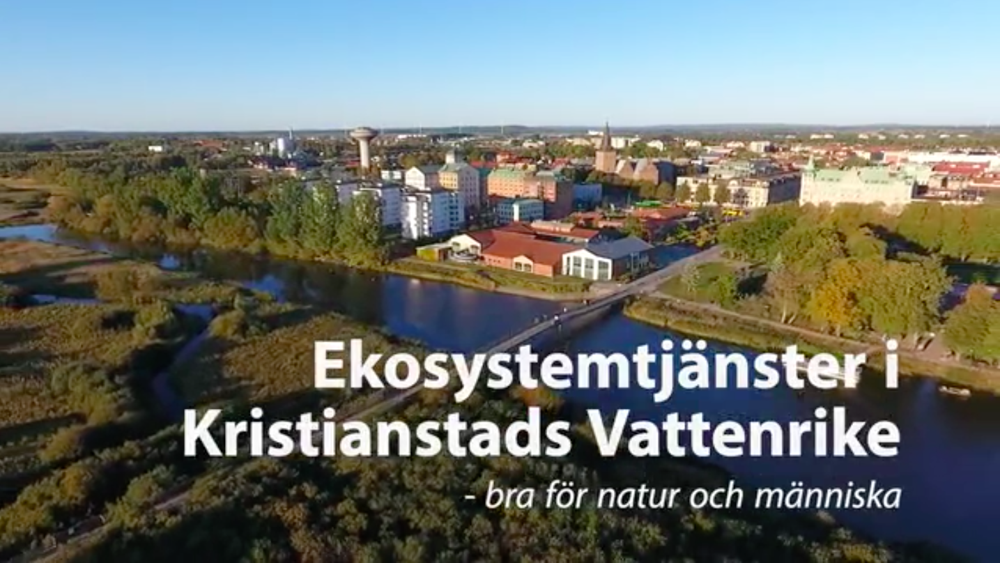 Ekosystemtjänster i
Kristianstads Vattenrike
- bra för natur och människa